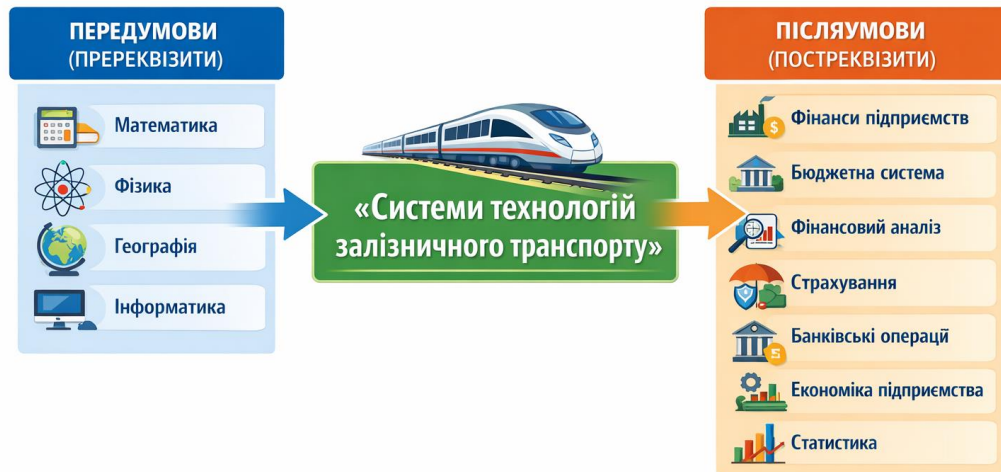 ПЕРЕДУМОВИ
(ПРЕРЕКВІЗИТИ)
Математика
Фізика
Географія
Інформатика
«Системи технологій
залізничного транспорту»
ПІСЛЯУМОВИ
(ПОСТРЕКВІЗИТИ)
Фінанси підприємств
Бюджетна система
Фінансовий аналіз
Страхування
Банківські операції
Економіка підприємства
Статистика